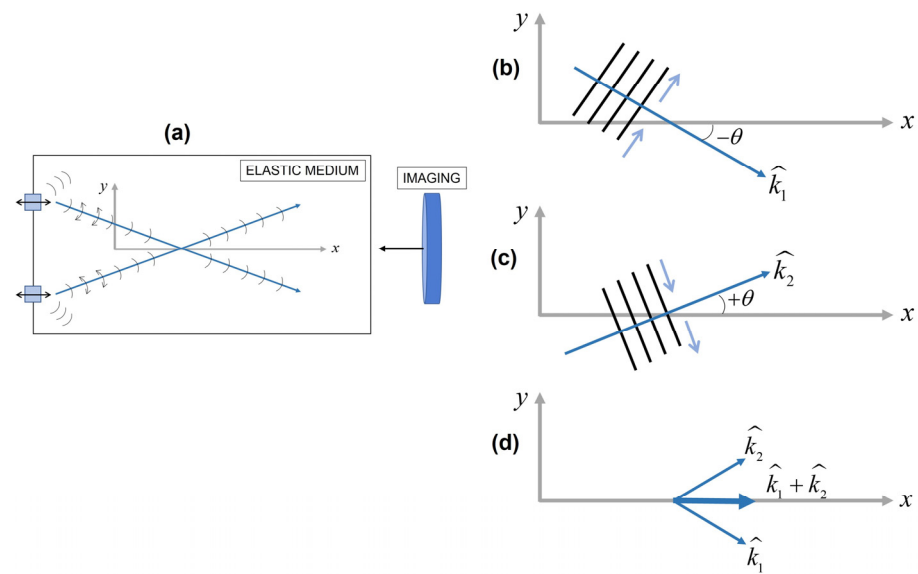 (a)
ELASTIC MEDIUM
IMAGING
y
x
(b)
y
x
−θ
k̂₁
(c)
y
x
+θ
k̂₂
(d)
y
x
k̂₂
k̂₁ + k̂₂
k̂₁